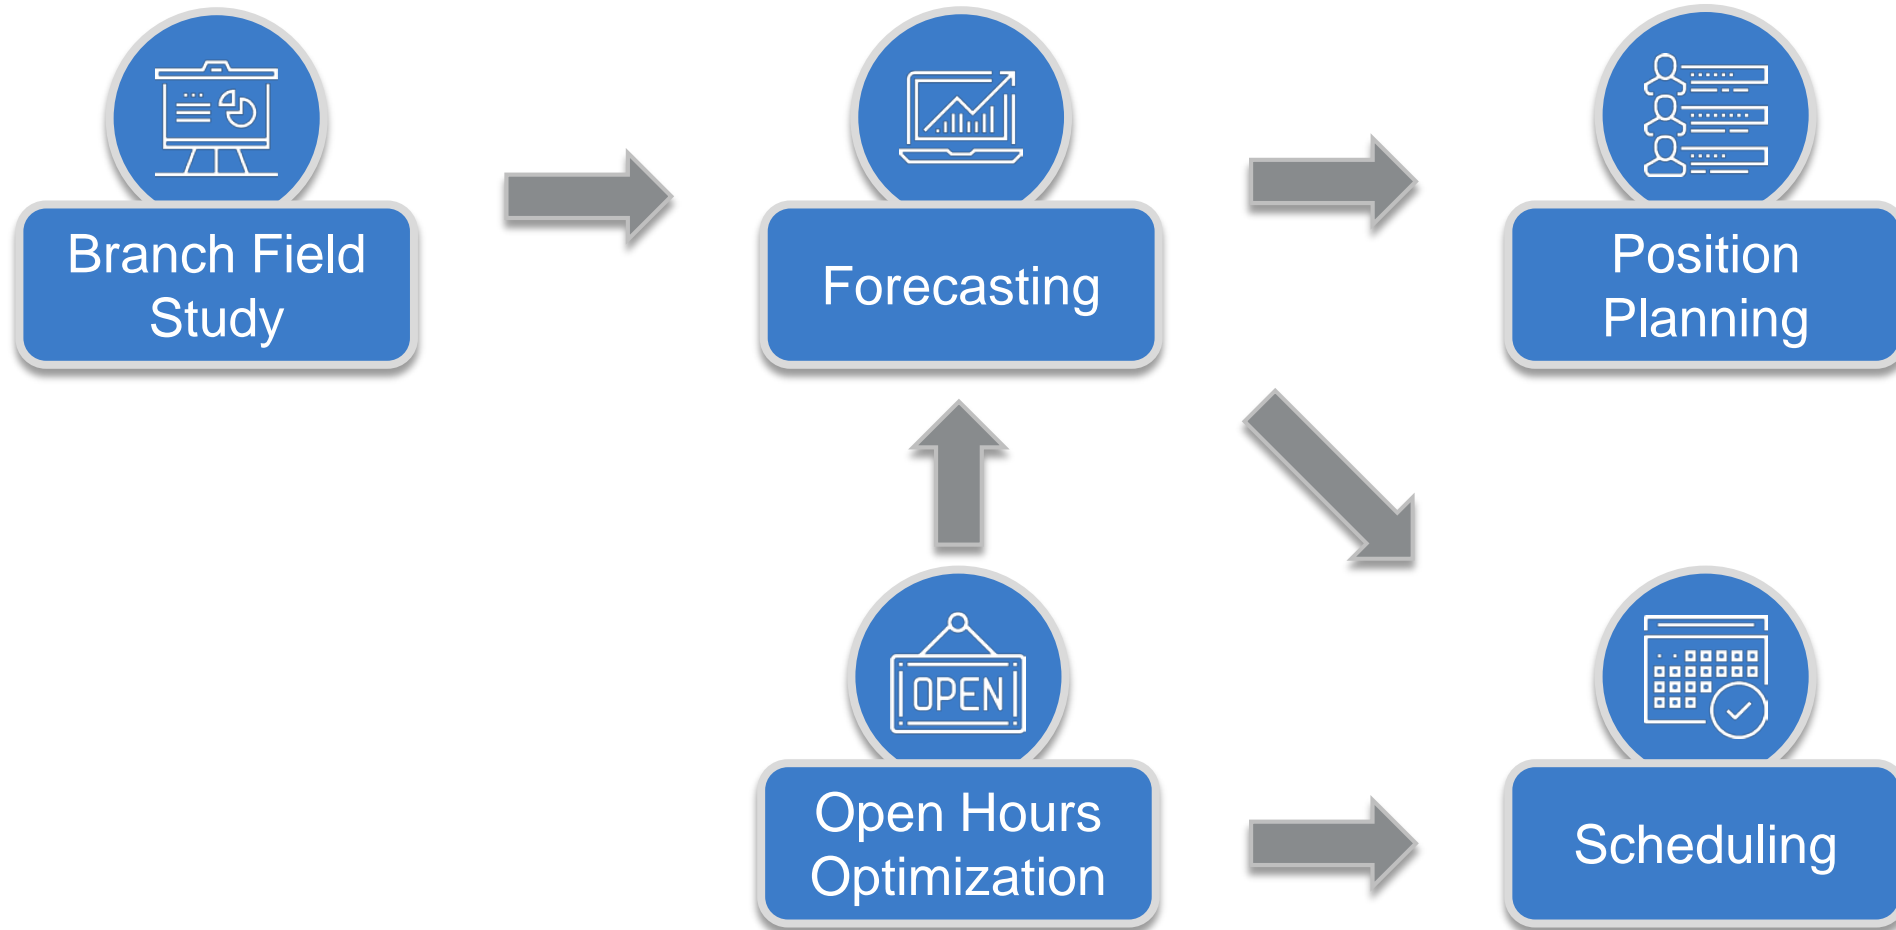 Branch Field
Study
Forecasting
Position
Planning
OPEN
Open Hours
Optimization
Scheduling